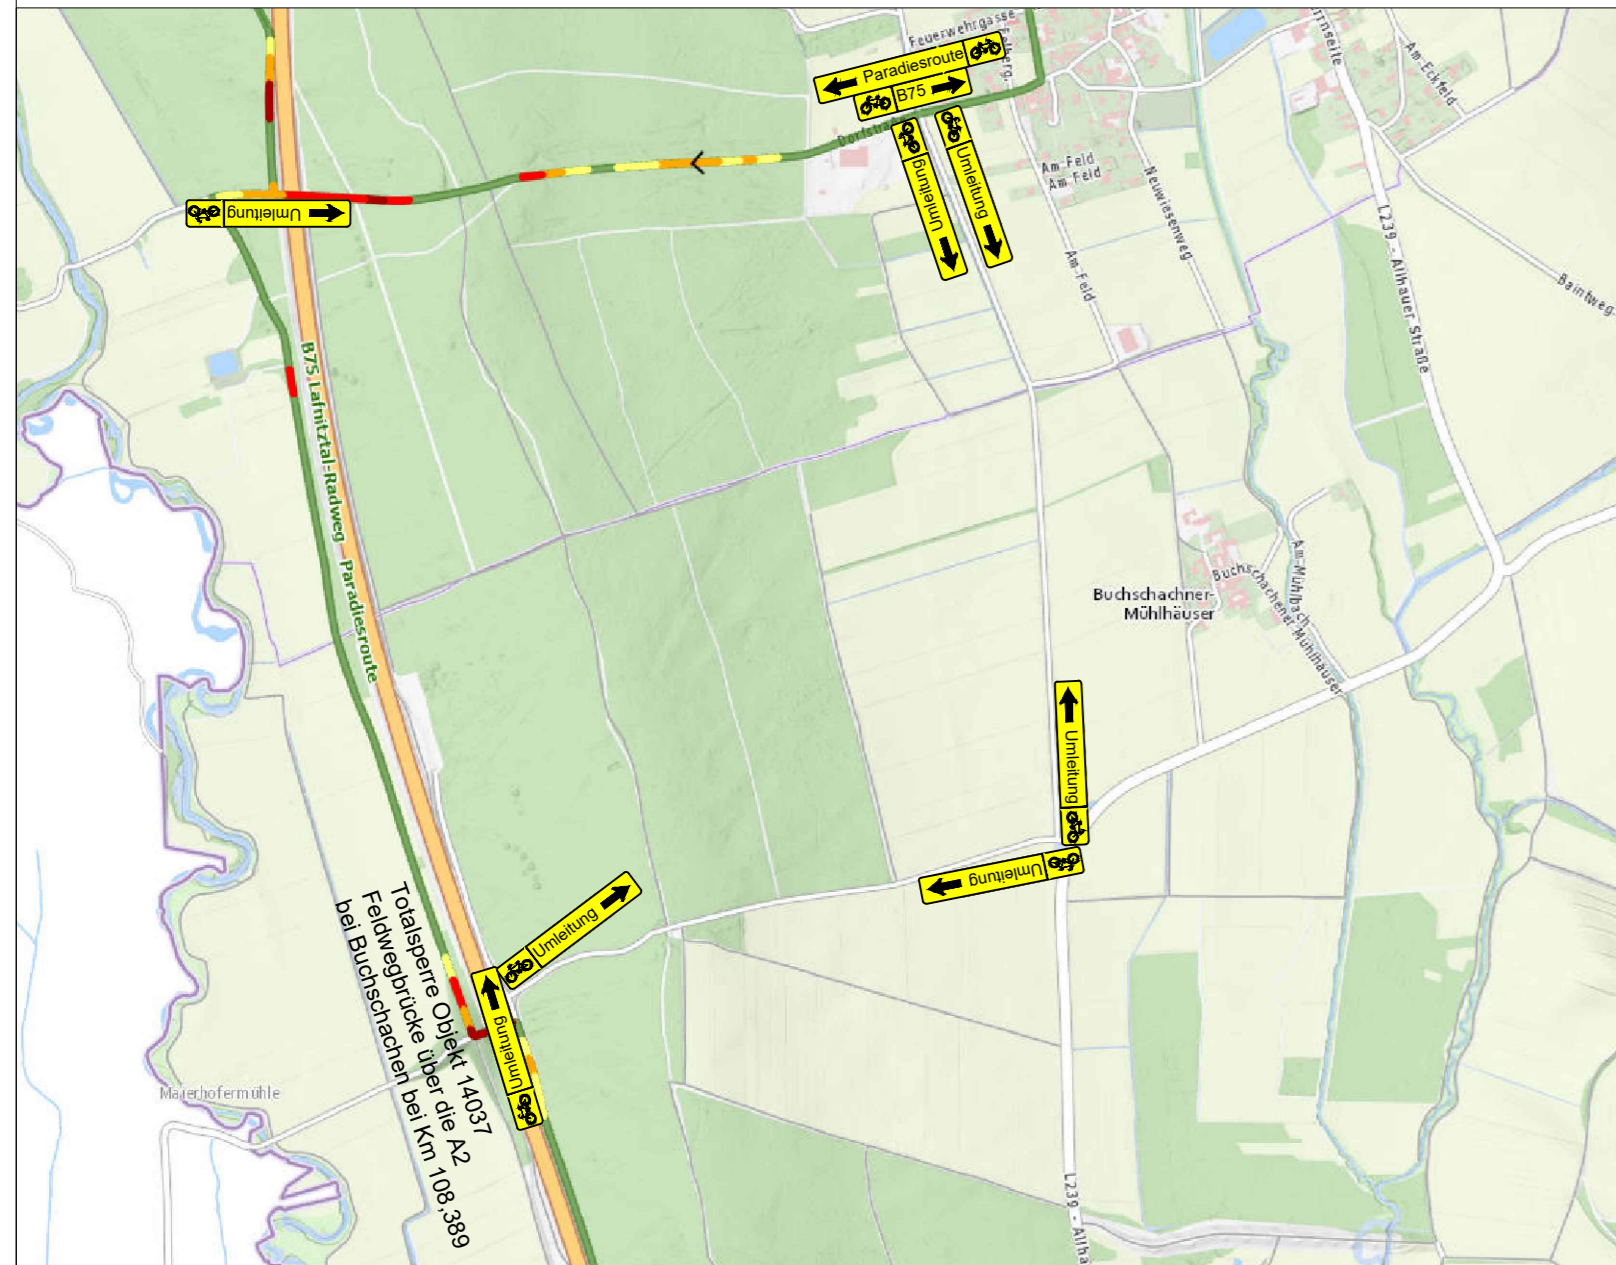 Feuerwehrgasse
Paradiesroute
B75
Dorfstraße
Umleitung
Umleitung
Umleitung
Am-Feld
Am-Feld
Am-Feld
Neuwiesenweg
Am-Eckfeld
L239 - Allhauer Straße
Baintweg
B75 Lafnitztal-Radweg
Paradiesroute
Buchschachner-
Mühlhäuser
Buchschachener-Mühlhäuser
Am-Mühlbach
Umleitung
Umleitung
Umleitung
Umleitung
Totalsperre Objekt 14037
Feldwegbrücke über die A2
bei Buchschachen bei Km 108,389
Maierhofermühle
L239 - Allha